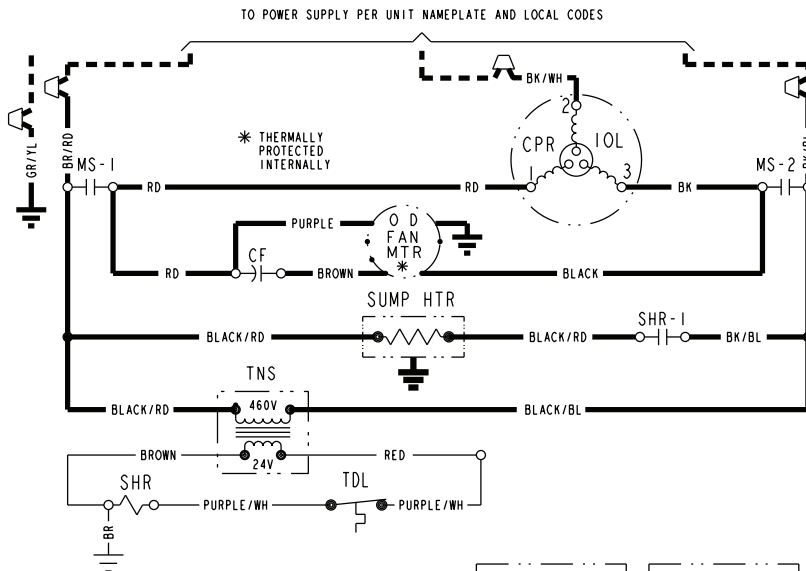 TO POWER SUPPLY PER UNIT NAMEPLATE AND LOCAL CODES
BK/WH
GR/YL
BR/RD
MS-1
✳ THERMALLY
PROTECTED
INTERNALLY
2
CPR
IOL
1
3
MS-2
RD
RD
BK
PURPLE
O D
FAN
MTR
✳
CF
RD
BROWN
BLACK
SUMP HTR
SHR-1
BLACK/RD
BLACK/RD
BK/BL
TNS
460V
BLACK/RD
BLACK/BL
BROWN
24V
RED
SHR
TDL
PURPLE/WH
PURPLE/WH
BR